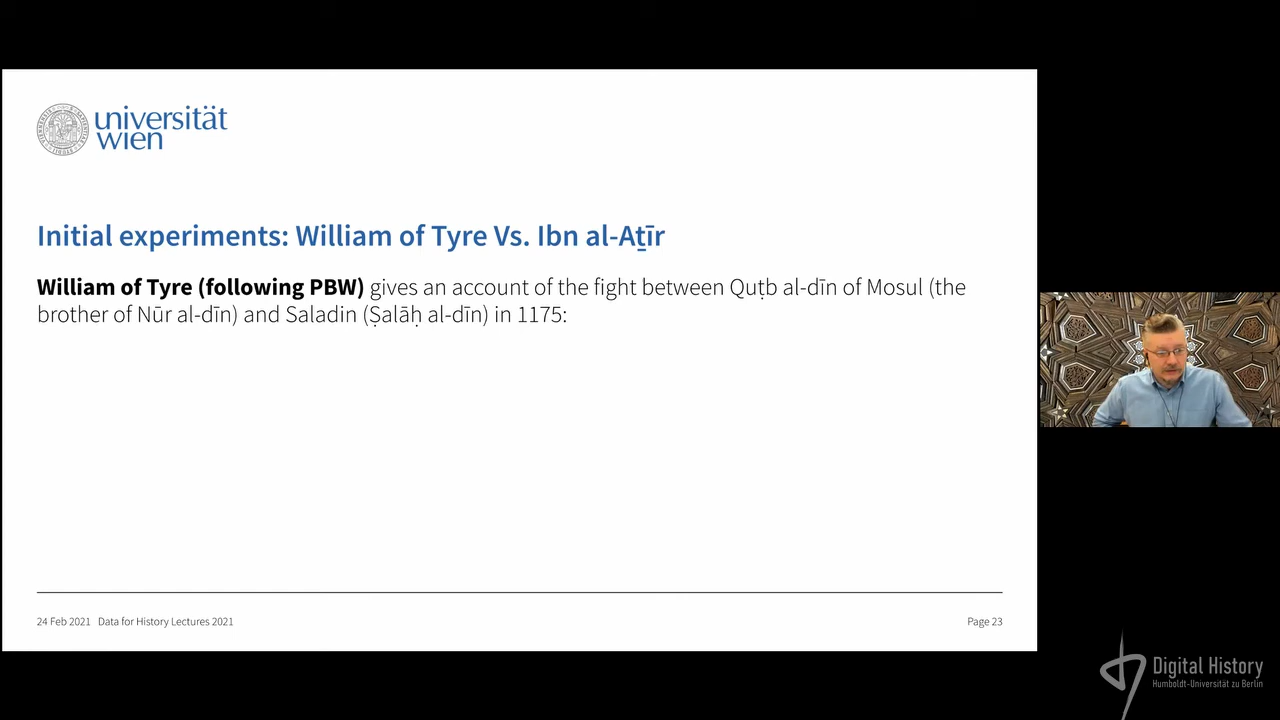 universität
wien
Initial experiments: William of Tyre Vs. Ibn al-Aṯīr
William of Tyre (following PBW) gives an account of the fight between Quṭb al-dīn of Mosul (the
brother of Nūr al-dīn) and Saladin (Ṣalāḥ al-dīn) in 1175:
24 Feb 2021 Data for History Lectures 2021
Page 23
Digital History
Humboldt-Universität zu Berlin